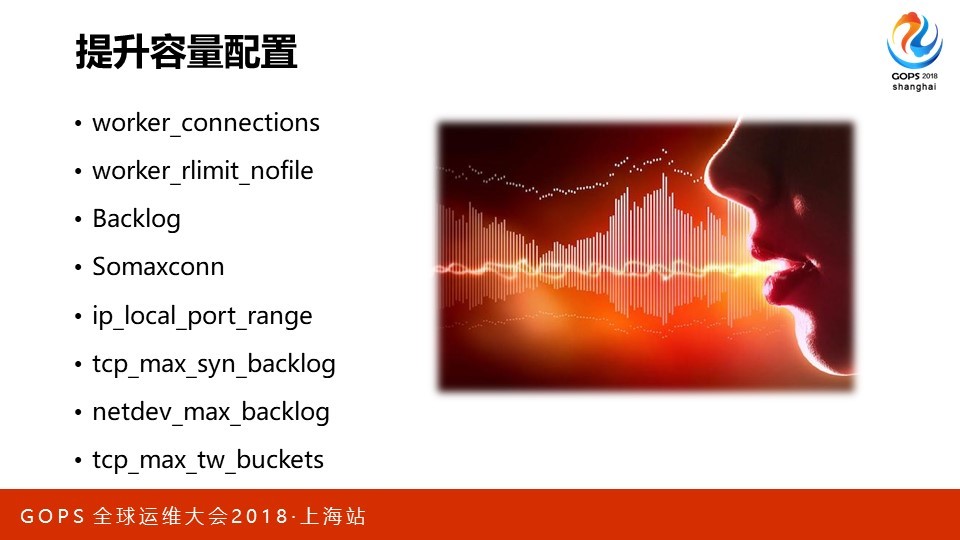 提升容量配置
GOPS 2018
shanghai
• worker_connections
• worker_rlimit_nofile
• Backlog
• Somaxconn
• ip_local_port_range
• tcp_max_syn_backlog
• netdev_max_backlog
• tcp_max_tw_buckets
GOPS 全球运维大会2018·上海站